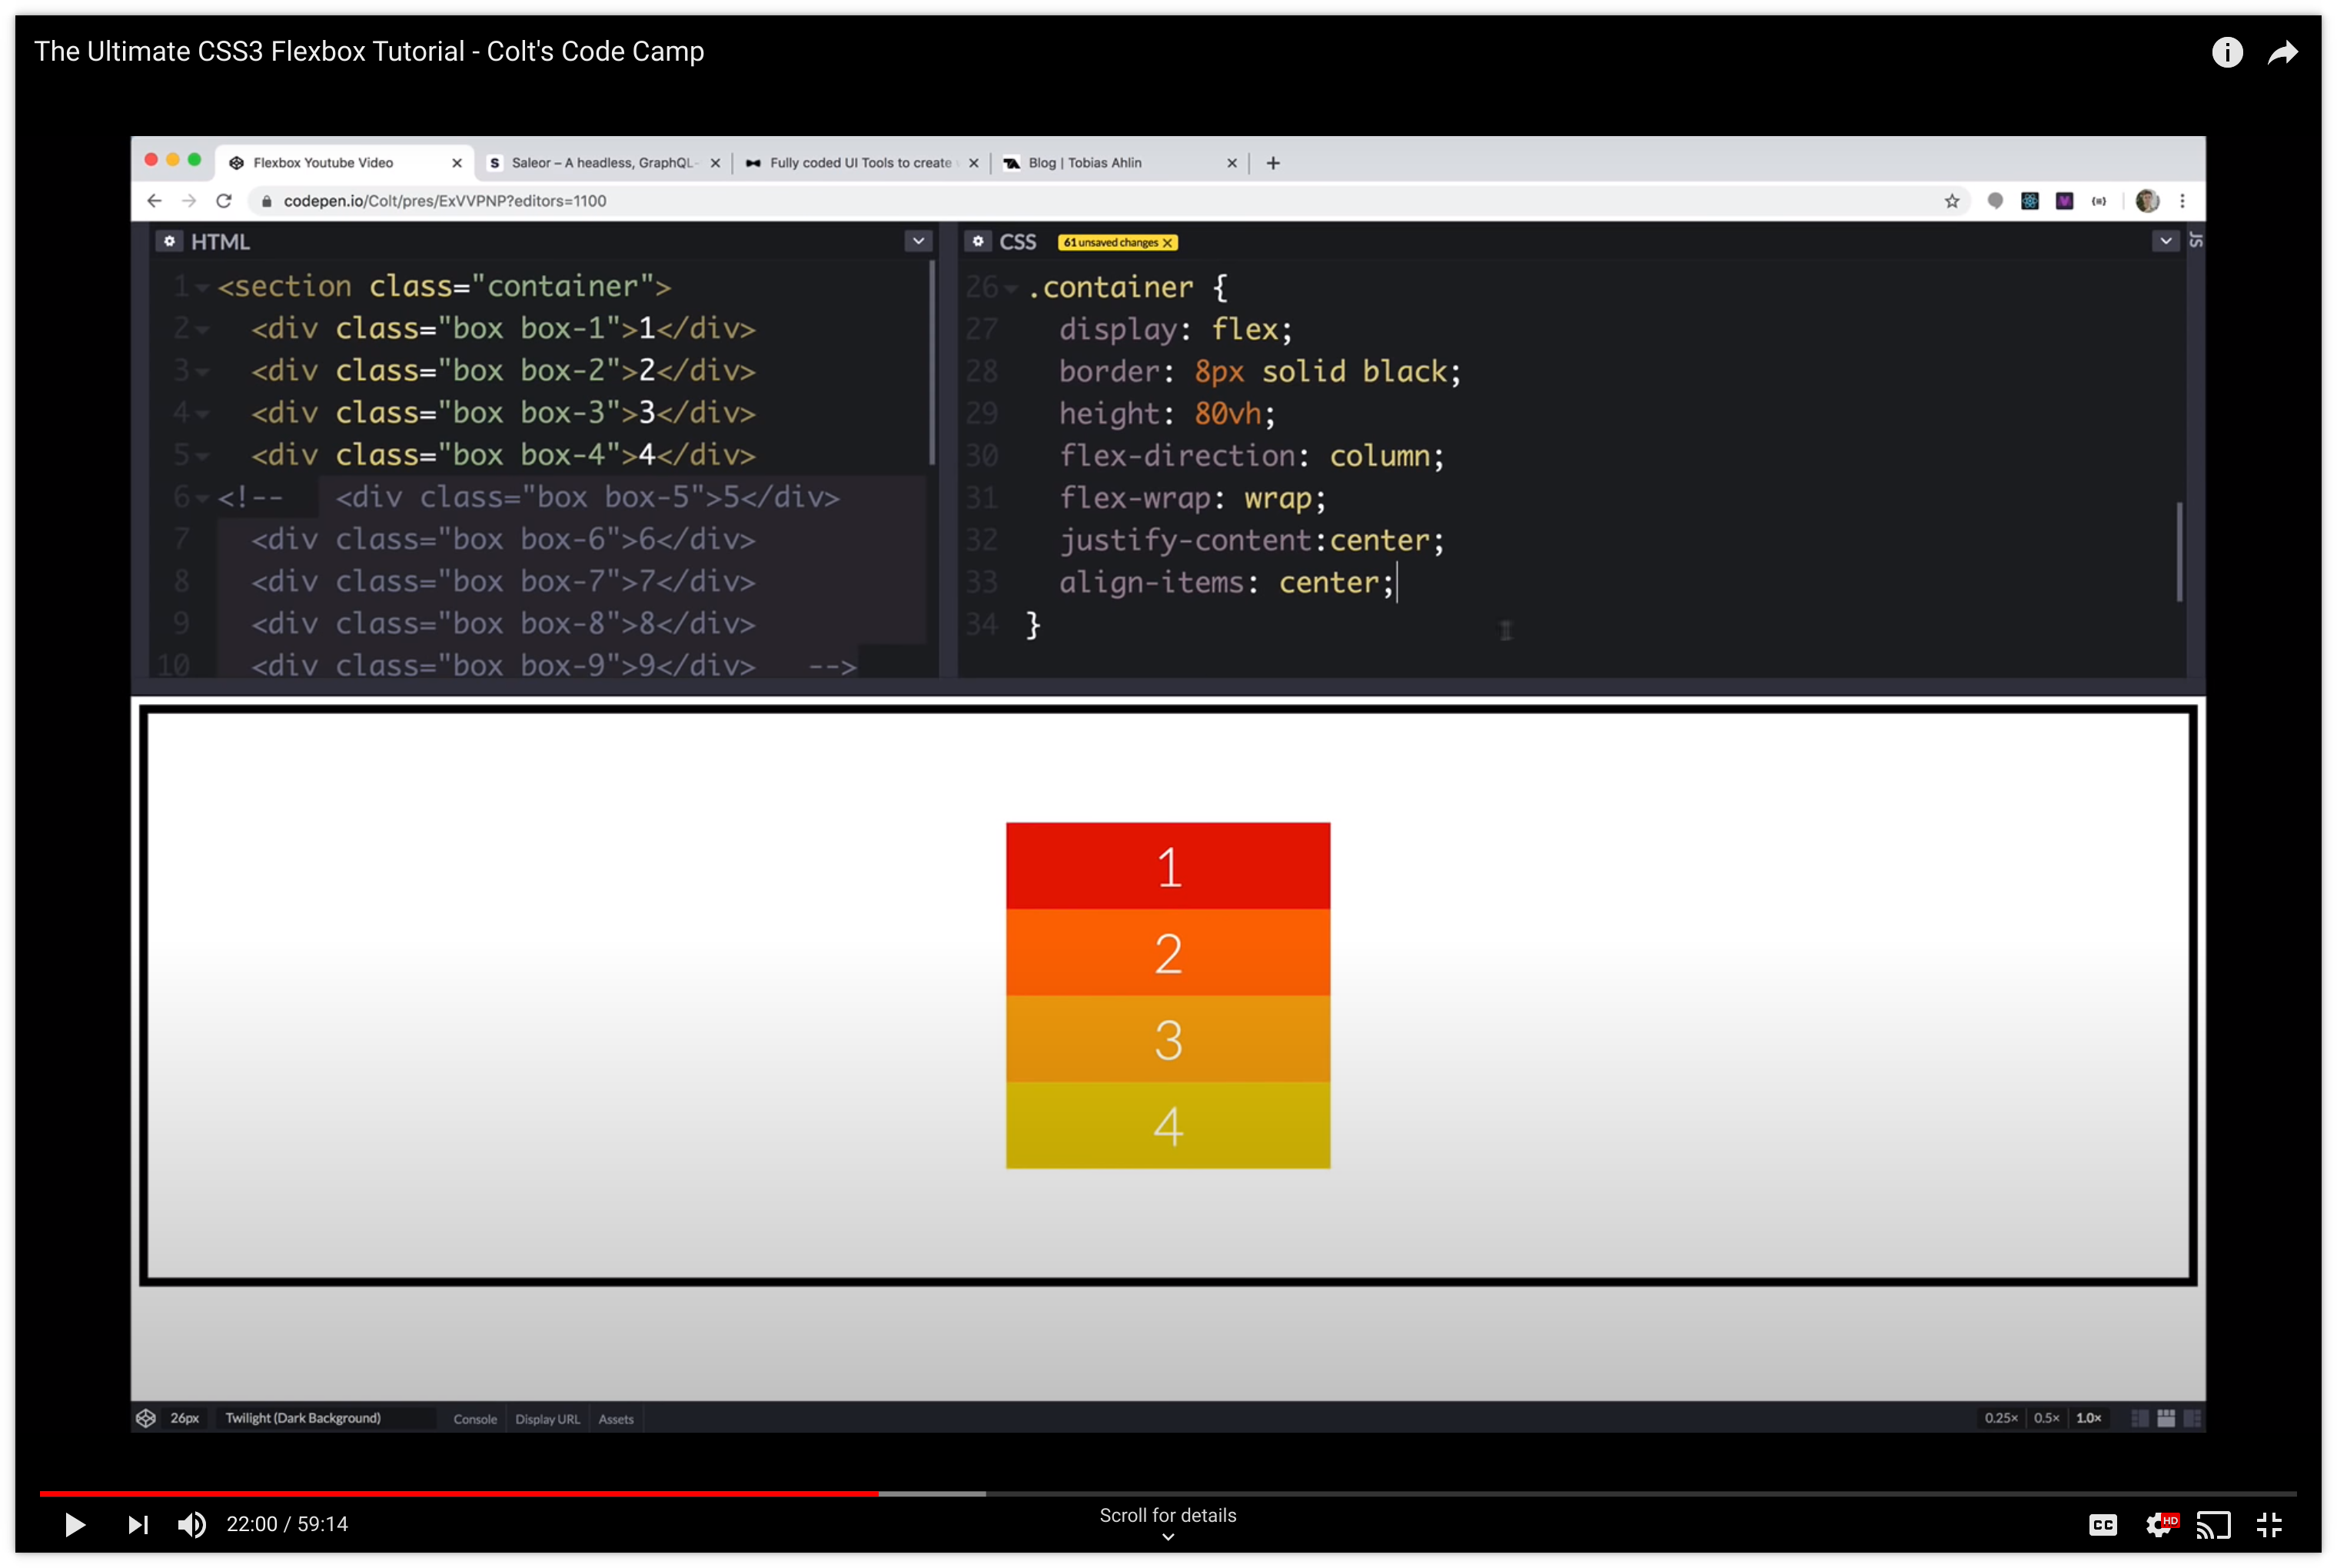 The Ultimate CSS3 Flexbox Tutorial - Colt's Code Camp
Flexbox Youtube Video
Saleor – A headless, GraphQL-
Fully coded UI Tools to create
Blog | Tobias Ahlin
codepen.io/Colt/pres/ExVVPNP?editors=1100
HTML
1 <section class="container">
2 <div class="box box-1">1</div>
3 <div class="box box-2">2</div>
4 <div class="box box-3">3</div>
5 <div class="box box-4">4</div>
6 <!-- <div class="box box-5">5</div>
7 <div class="box box-6">6</div>
8 <div class="box box-7">7</div>
9 <div class="box box-8">8</div>
10 <div class="box box-9">9</div> -->
CSS 61 unsaved changes X
JS
26 .container {
27 display: flex;
28 border: 8px solid black;
29 height: 80vh;
30 flex-direction: column;
31 flex-wrap: wrap;
32 justify-content:center;
33 align-items: center;
34 }
1
2
3
4
26px Twilight (Dark Background) Console Display URL Assets 0.25× 0.5× 1.0×
22:00 / 59:14
Scroll for details
CC HD